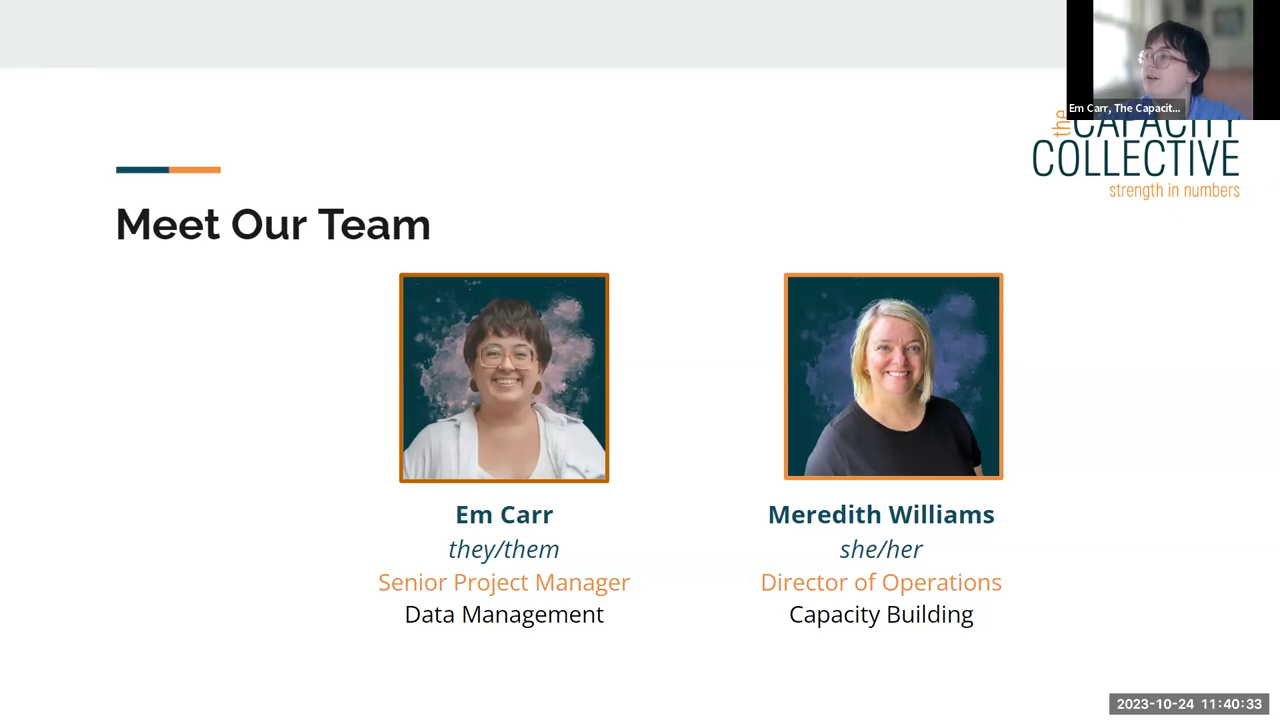 Em Carr, The Capacit...
the
CAPACITY
COLLECTIVE
strength in numbers
Meet Our Team
Em Carr
they/them
Senior Project Manager
Data Management
Meredith Williams
she/her
Director of Operations
Capacity Building
2023-10-24 11:40:33